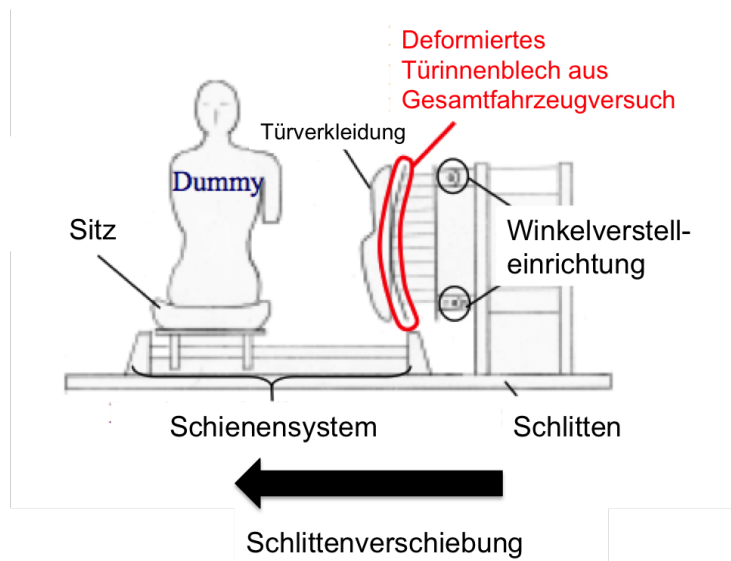 Deformiertes
Türinnenblech aus
Gesamtfahrzeugversuch
Türverkleidung
Dummy
Sitz
Winkelverstell-
einrichtung
Schienensystem
Schlitten
Schlittenverschiebung